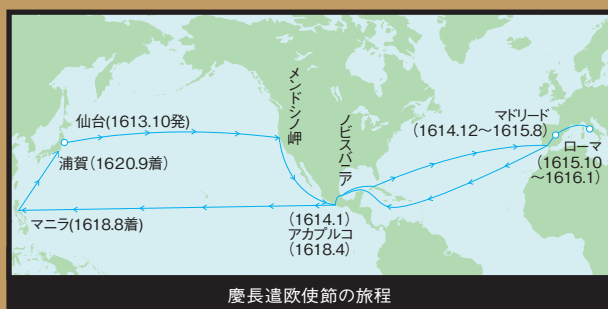 仙台(1613.10発)
浦賀(1620.9着)
マニラ(1618.8着)
メンドシノ岬
ノビスパニア
(1614.1)
アカプルコ
(1618.4)
マドリード
(1614.12〜1615.8)
ローマ
(1615.10
〜1616.1)
慶長遣欧使節の旅程